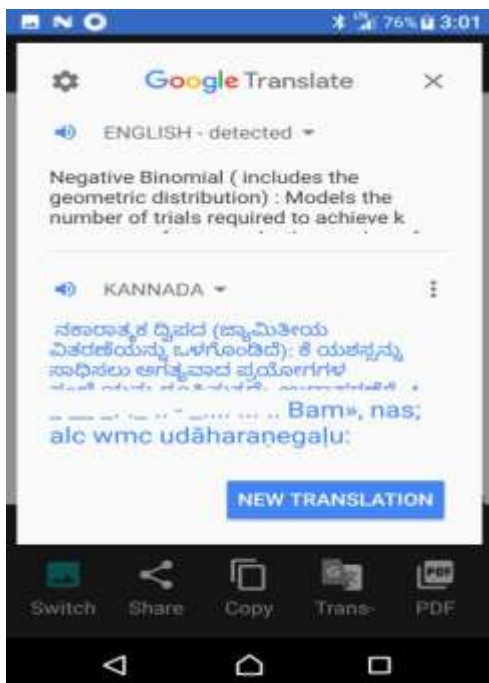 76% 3:01
Google Translate
ENGLISH - detected
Negative Binomial ( includes the
geometric distribution) : Models the
number of trials required to achieve k
KANNADA
ನಕಾರಾತ್ಮಕ ದ್ವಿಪದ (ಜ್ಯಾಮಿತೀಯ
ವಿತರಣೆಯನ್ನು ಒಳಗೊಂಡಿದೆ): ಕೆ ಯಶಸ್ಸನ್ನು
ಸಾಧಿಸಲು ಅಗತ್ಯವಾದ ಪ್ರಯೋಗಗಳ
Bam», nas;
alc wmc udāharaṇegaḷu:
NEW TRANSLATION
Switch Share Copy Trans- PDF